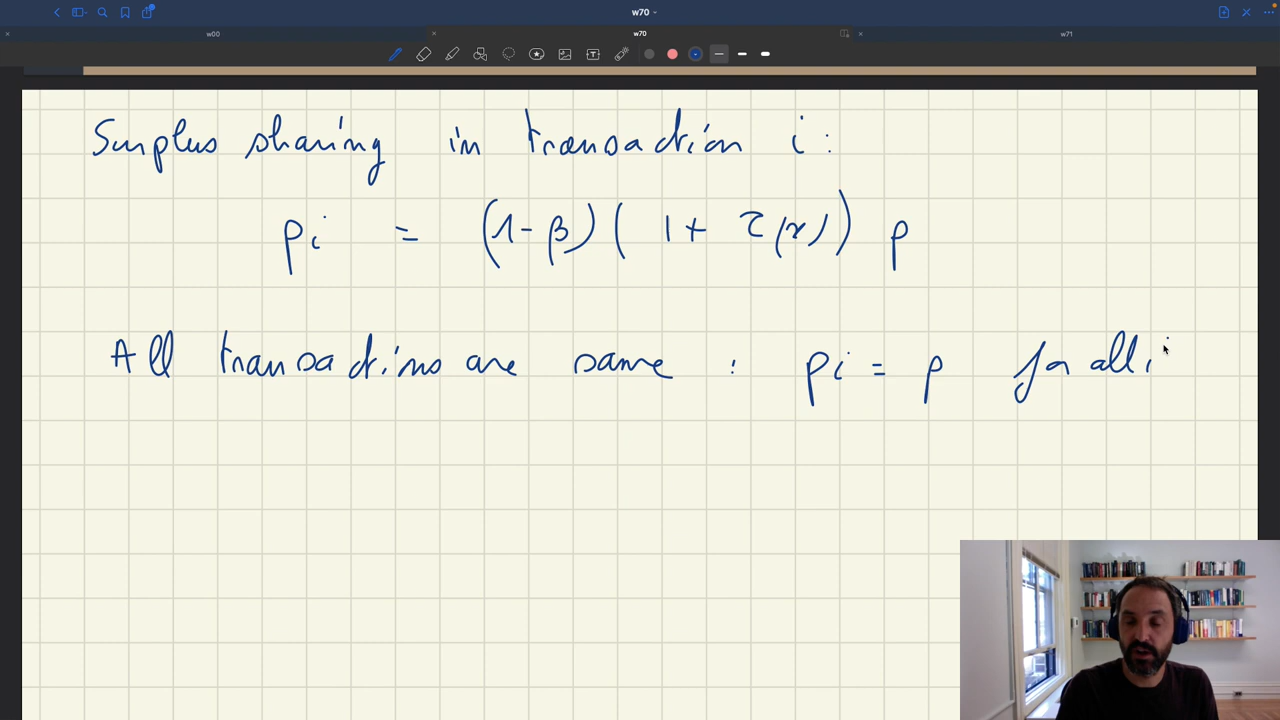 w70
w00
w70
w71
Surplus sharing in transaction i:
pi = (1-β)(1+τ(x)) p
All transactions are same : pi = p for all i